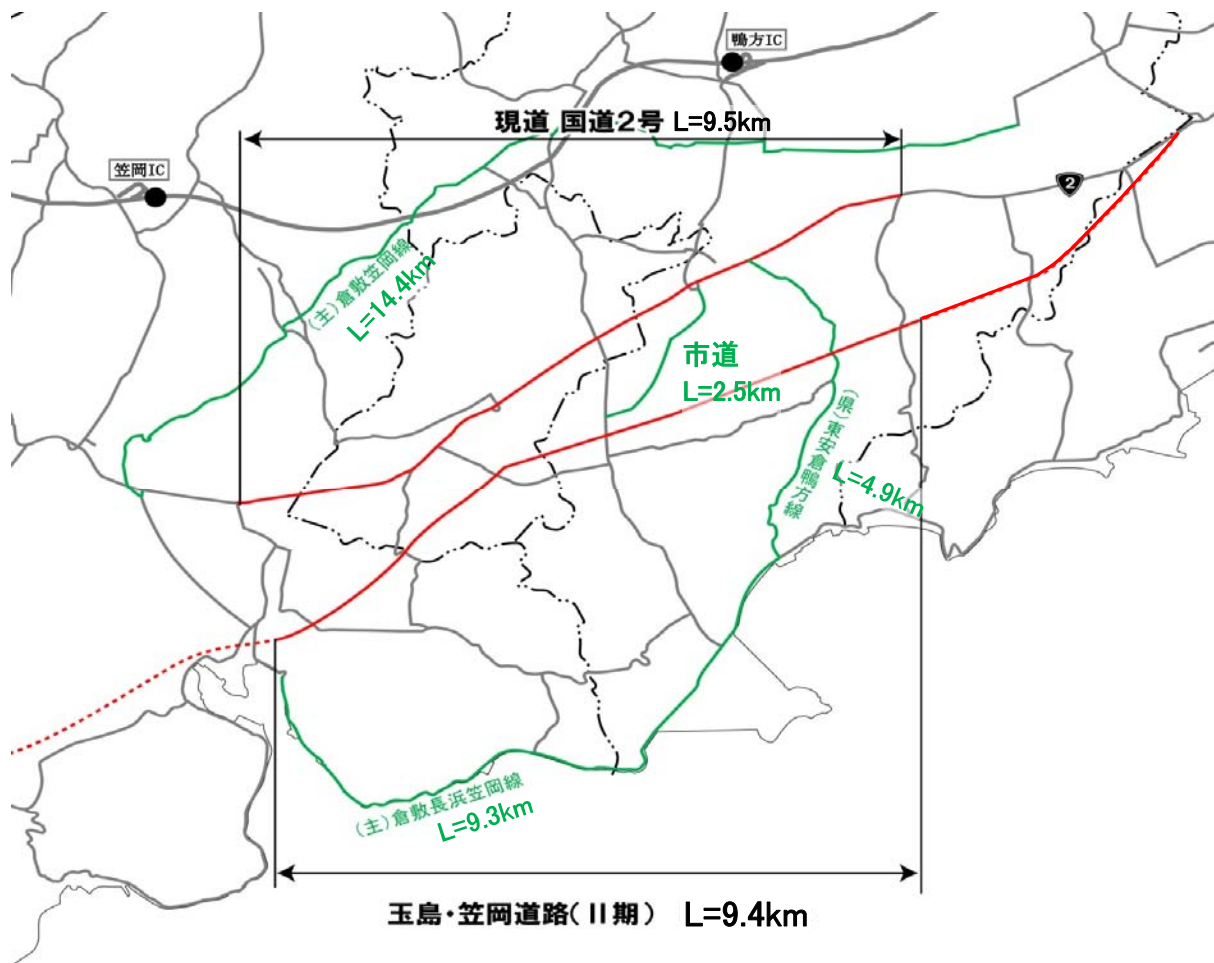 鴨方IC
現道 国道2号 L=9.5km
笠岡IC
2
(主)倉敷笠岡線
L=14.4km
市道
L=2.5km
(県)東安倉鴨方線
L=4.9km
(主)倉敷長浜笠岡線
L=9.3km
玉島・笠岡道路(Ⅱ期) L=9.4km